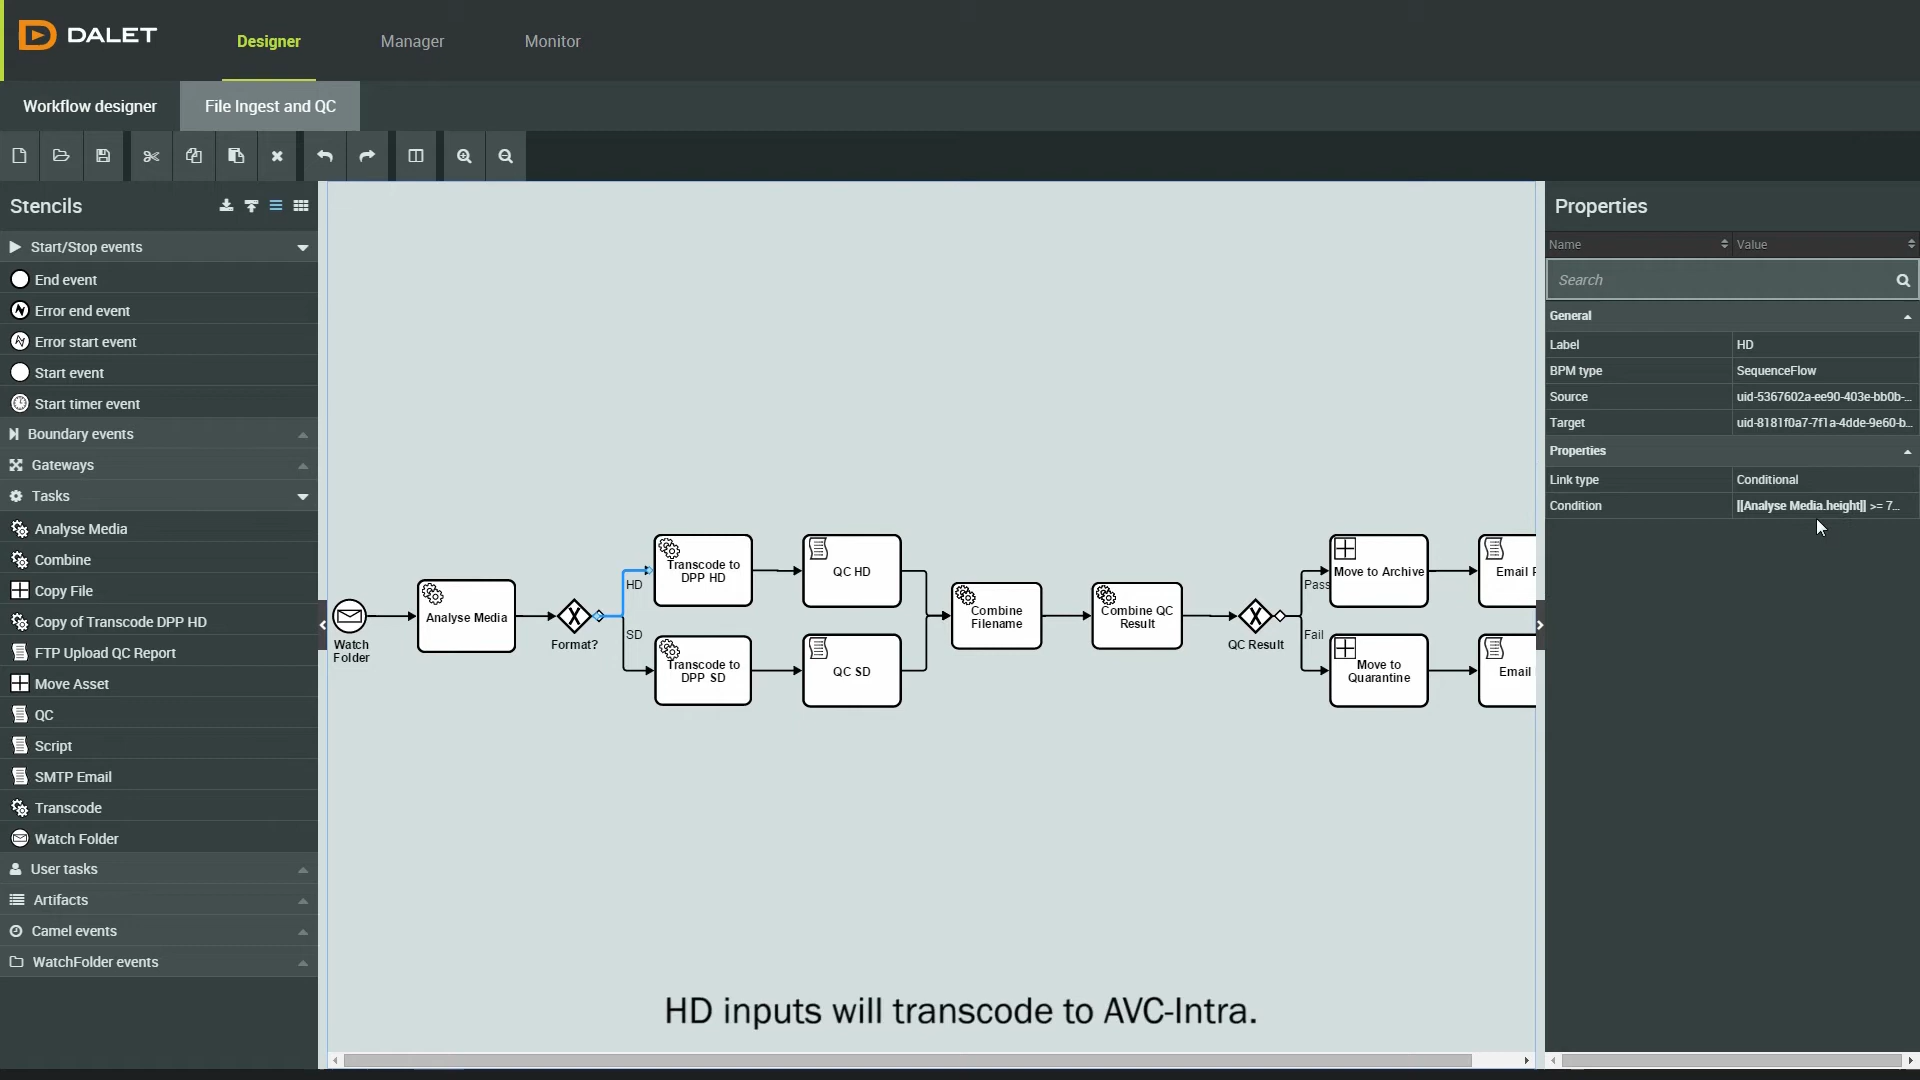 DALET
Designer
Manager
Monitor
Workflow designer
File Ingest and QC
Stencils
Start/Stop events
End event
Error end event
Error start event
Start event
Start timer event
Boundary events
Gateways
Tasks
Analyse Media
Combine
Copy File
Copy of Transcode DPP HD
FTP Upload QC Report
Move Asset
QC
Script
SMTP Email
Transcode
Watch Folder
User tasks
Artifacts
Camel events
WatchFolder events
Watch
Folder
Analyse Media
Format?
HD
SD
Transcode to
DPP HD
Transcode to
DPP SD
QC HD
QC SD
Combine
Filename
Combine QC
Result
QC Result
Pass
Fail
Move to Archive
Move to
Quarantine
Email
Email
HD inputs will transcode to AVC-Intra.
Properties
Name Value
Search
General
Label HD
BPM type SequenceFlow
Source uid-5367602a-ee90-403e-bb0b-...
Target uid-8181f0a7-7f1a-4dde-9e60-b...
Properties
Link type Conditional
Condition [[Analyse Media.height]] >= 7...